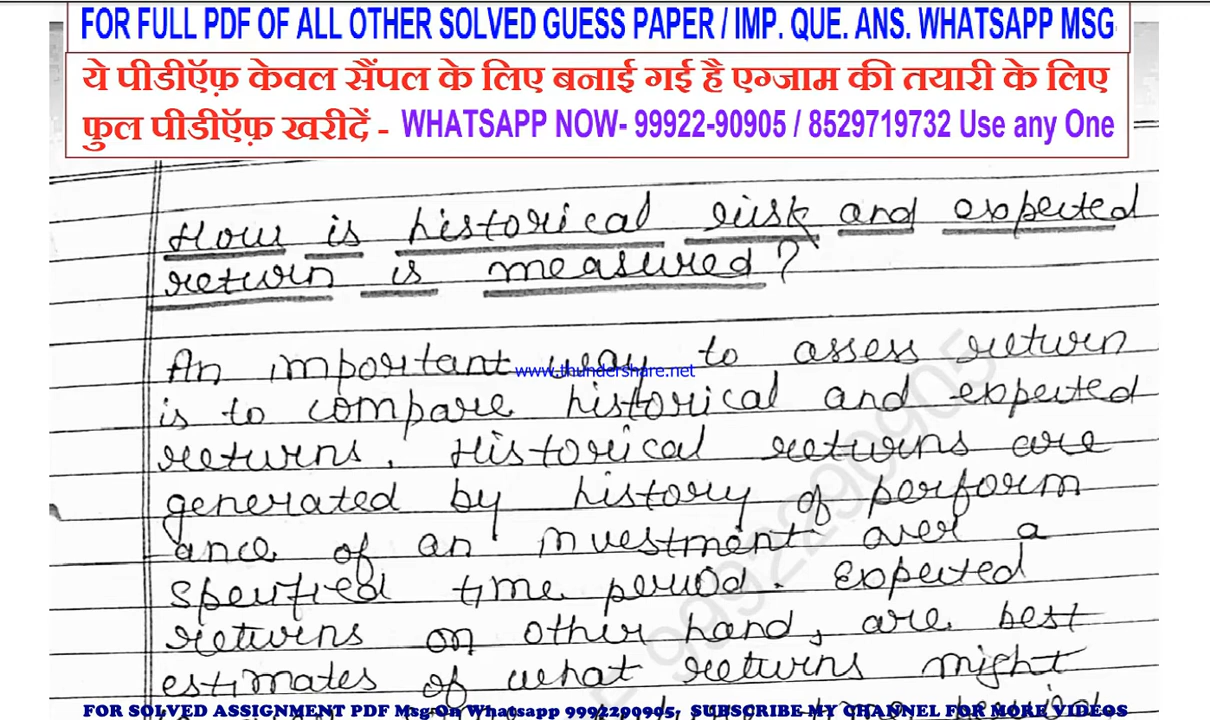 FOR FULL PDF OF ALL OTHER SOLVED GUESS PAPER / IMP. QUE. ANS. WHATSAPP MSG
ये पीडीऍफ़ केवल सैंपल के लिए बनाई गई है एग्जाम की तयारी के लिए
फुल पीडीऍफ़ खरीदें - WHATSAPP NOW- 99922-90905 / 8529719732 Use any One
How is historical risk and expected
return is measured?
An important way to assess return
www.thundershare.net
is to compare historical and expected
returns. Historical returns are
generated by history of perform
ance of an investment over a
specified time period. Expected
returns on other hand, are best
estimates of what returns might
FOR SOLVED ASSIGNMENT PDF Msg On Whatsapp 9992290905, SUBSCRIBE MY CHANNEL FOR MORE VIDEOS
9992290905